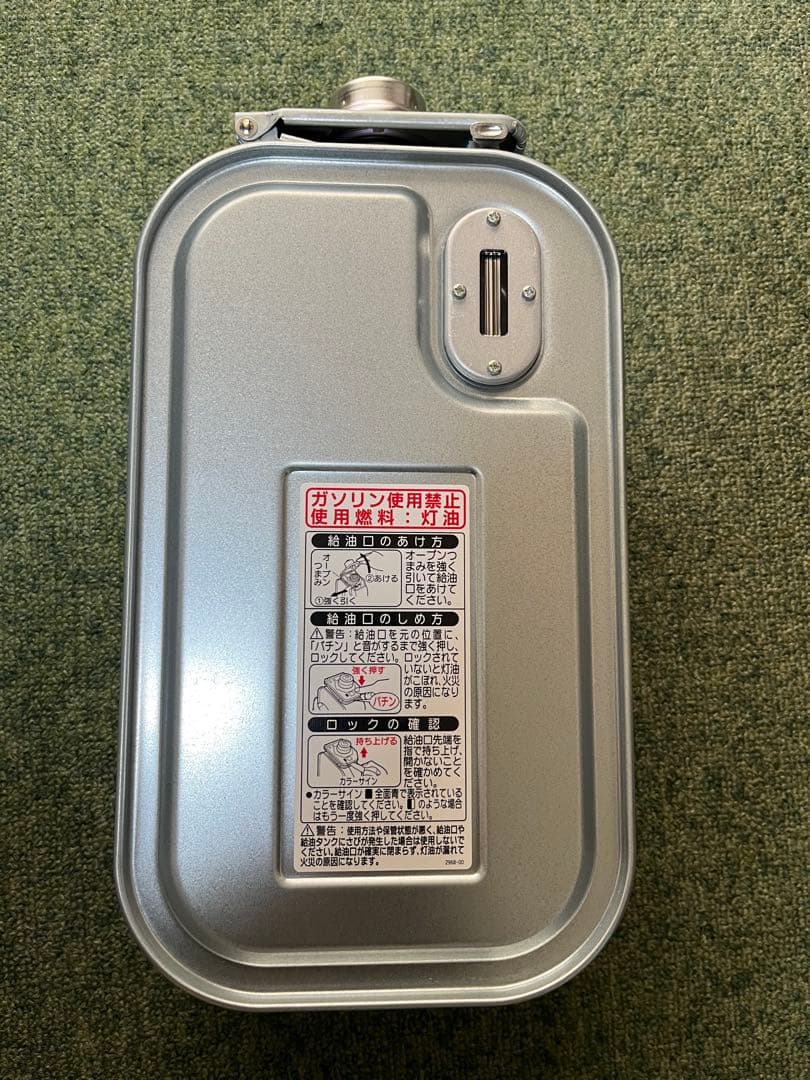 ガソリン使用禁止
使用燃料：灯油
給油口のあけ方
オープンつまみ
②あける
①強く引く
オープンつ
まみを強く
引いて給油
口をあけて
ください。
給油口のしめ方
⚠警告：給油口を元の位置に、
「パチン」と音がするまで強く押し、
ロックしてください。ロックされて
いないと灯油
がこぼれ、火災
の原因になり
ます。
強く押す
パチン
ロックの確認
持ち上げる
カラーサイン
給油口先端を
指で持ち上げ、
開かないこと
を確かめてく
ださい。
●カラーサイン■全面青で表示されている
ことを確認してください。◧のような場合
はもう一度強く押してください。
⚠警告：使用方法や保管状態が悪く、給油口や
給油タンクにさびが発生した場合は使用しないで
ください。給油口が確実に閉まらず、灯油が漏れて
火災の原因になります。
2968-00